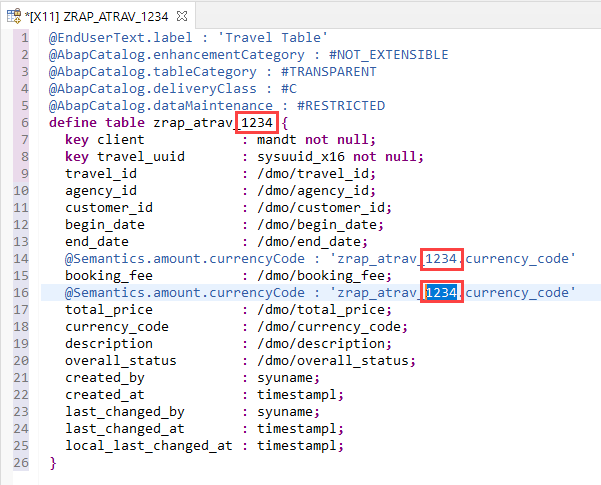 *[X11] ZRAP_ATRAV_1234
1 @EndUserText.label : 'Travel Table'
2 @AbapCatalog.enhancementCategory : #NOT_EXTENSIBLE
3 @AbapCatalog.tableCategory : #TRANSPARENT
4 @AbapCatalog.deliveryClass : #C
5 @AbapCatalog.dataMaintenance : #RESTRICTED
6 define table zrap_atrav_1234 {
7 key client : mandt not null;
8 key travel_uuid : sysuuid_x16 not null;
9 travel_id : /dmo/travel_id;
10 agency_id : /dmo/agency_id;
11 customer_id : /dmo/customer_id;
12 begin_date : /dmo/begin_date;
13 end_date : /dmo/end_date;
14 @Semantics.amount.currencyCode : 'zrap_atrav_1234.currency_code'
15 booking_fee : /dmo/booking_fee;
16 @Semantics.amount.currencyCode : 'zrap_atrav_1234.currency_code'
17 total_price : /dmo/total_price;
18 currency_code : /dmo/currency_code;
19 description : /dmo/description;
20 overall_status : /dmo/overall_status;
21 created_by : syuname;
22 created_at : timestampl;
23 last_changed_by : syuname;
24 last_changed_at : timestampl;
25 local_last_changed_at : timestampl;
26 }